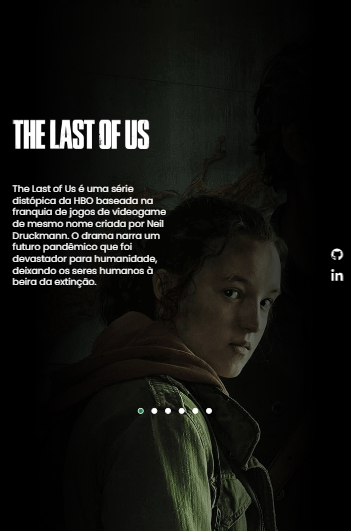 THE LAST OF US
The Last of Us é uma série
distópica da HBO baseada na
franquia de jogos de videogame
de mesmo nome criada por Neil
Druckmann. O drama narra um
futuro pandêmico que foi
devastador para humanidade,
deixando os seres humanos à
beira da extinção.
in